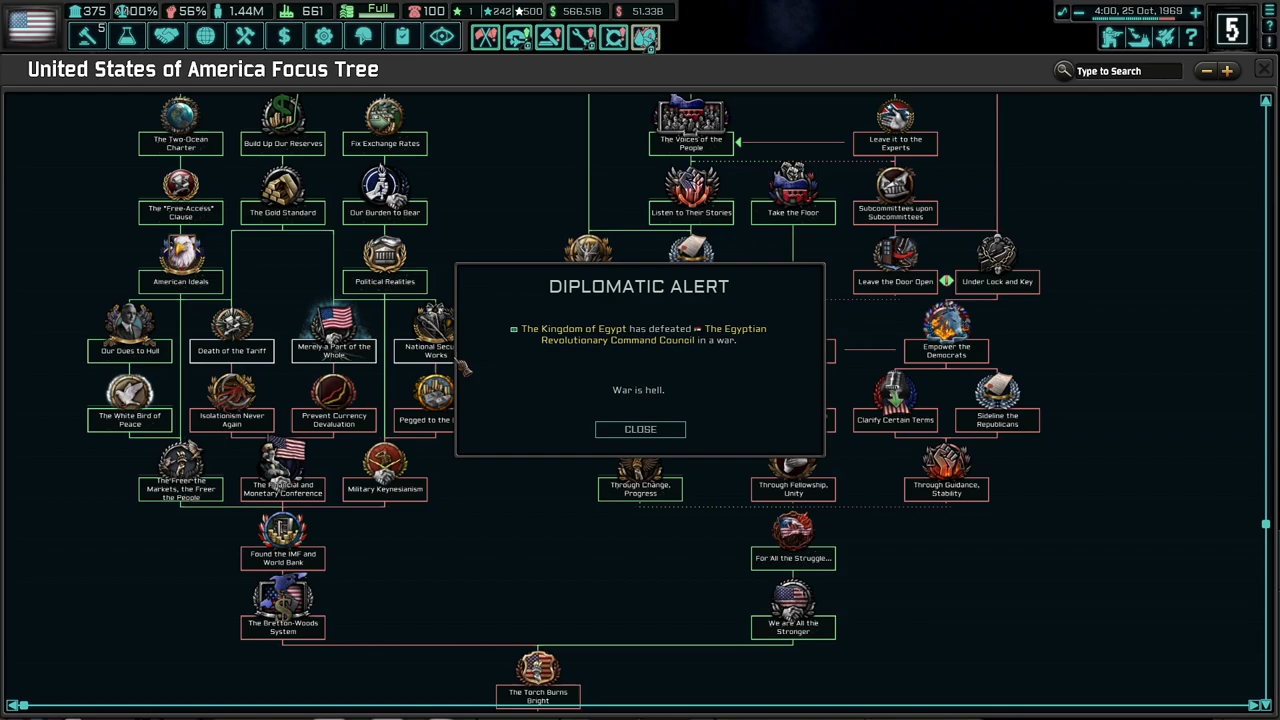 375 100% 56% 1.44M 661 Full 100 1 242 500 $ 566.51B $ 51.33B
4:00, 25 Oct, 1969
5
5
?
United States of America Focus Tree
Type to Search
The Two-Ocean
Charter
Build Up Our Reserves
Fix Exchange Rates
The Voices of the
People
Leave it to the
Experts
The "Free-Access"
Clause
The Gold Standard
Our Burden to Bear
Listen to Their Stories
Take the Floor
Subcommittees upon
Subcommittees
American Ideals
Political Realities
Leave the Door Open
Under Lock and Key
DIPLOMATIC ALERT
The Kingdom of Egypt has defeated The Egyptian
Revolutionary Command Council in a war.
War is hell.
CLOSE
Our Dues to Hull
Death of the Tariff
Merely a Part of the
Whole
National Secu
Works
Empower the
Democrats
The White Bird of
Peace
Isolationism Never
Again
Prevent Currency
Devaluation
Pegged to the
Clarify Certain Terms
Sideline the
Republicans
The Freer the
Markets, the Freer
the People
The Financial and
Monetary Conference
Military Keynesianism
Through Change,
Progress
Through Fellowship,
Unity
Through Guidance,
Stability
Found the IMF and
World Bank
For All the Struggle...
The Bretton-Woods
System
We are All the
Stronger
The Torch Burns
Bright